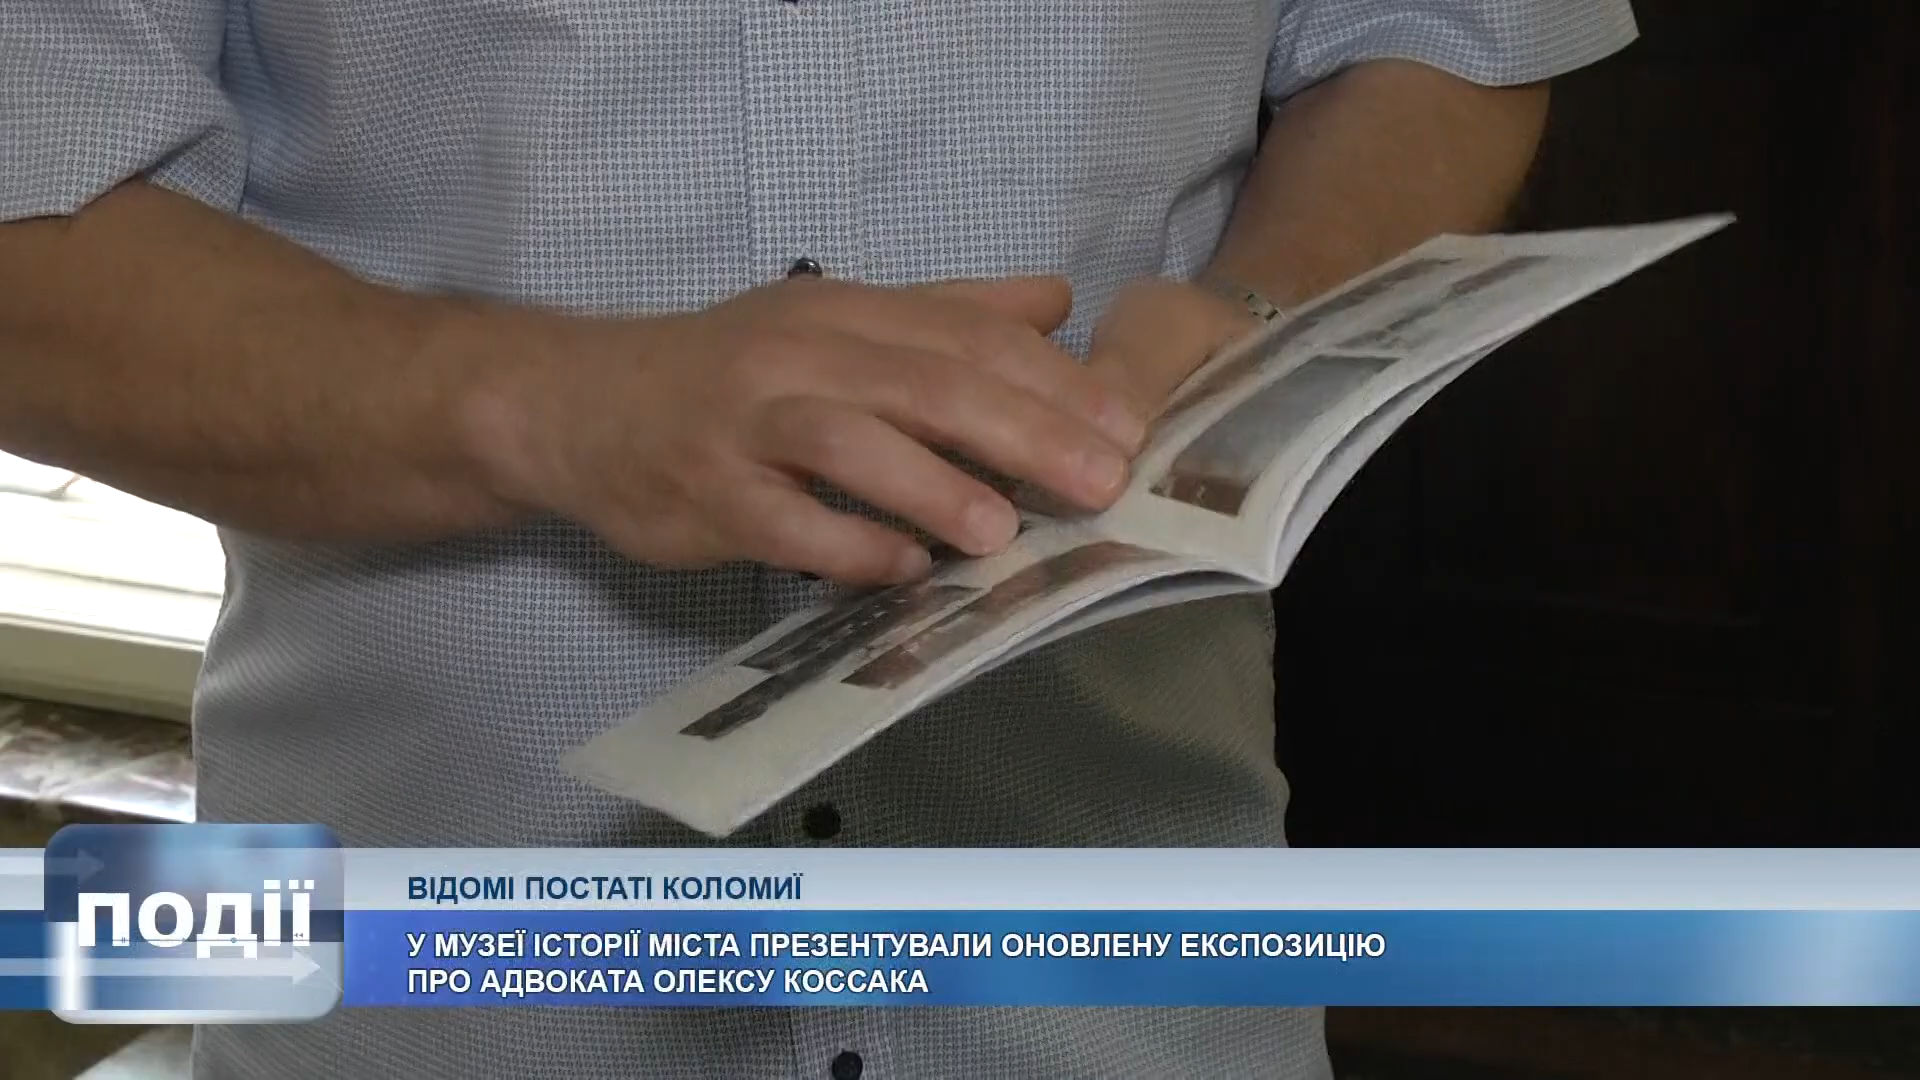 ВІДОМІ ПОСТАТІ КОЛОМИЇ
події
У МУЗЕЇ ІСТОРІЇ МІСТА ПРЕЗЕНТУВАЛИ ОНОВЛЕНУ ЕКСПОЗИЦІЮ
ПРО АДВОКАТА ОЛЕКСУ КОССАКА